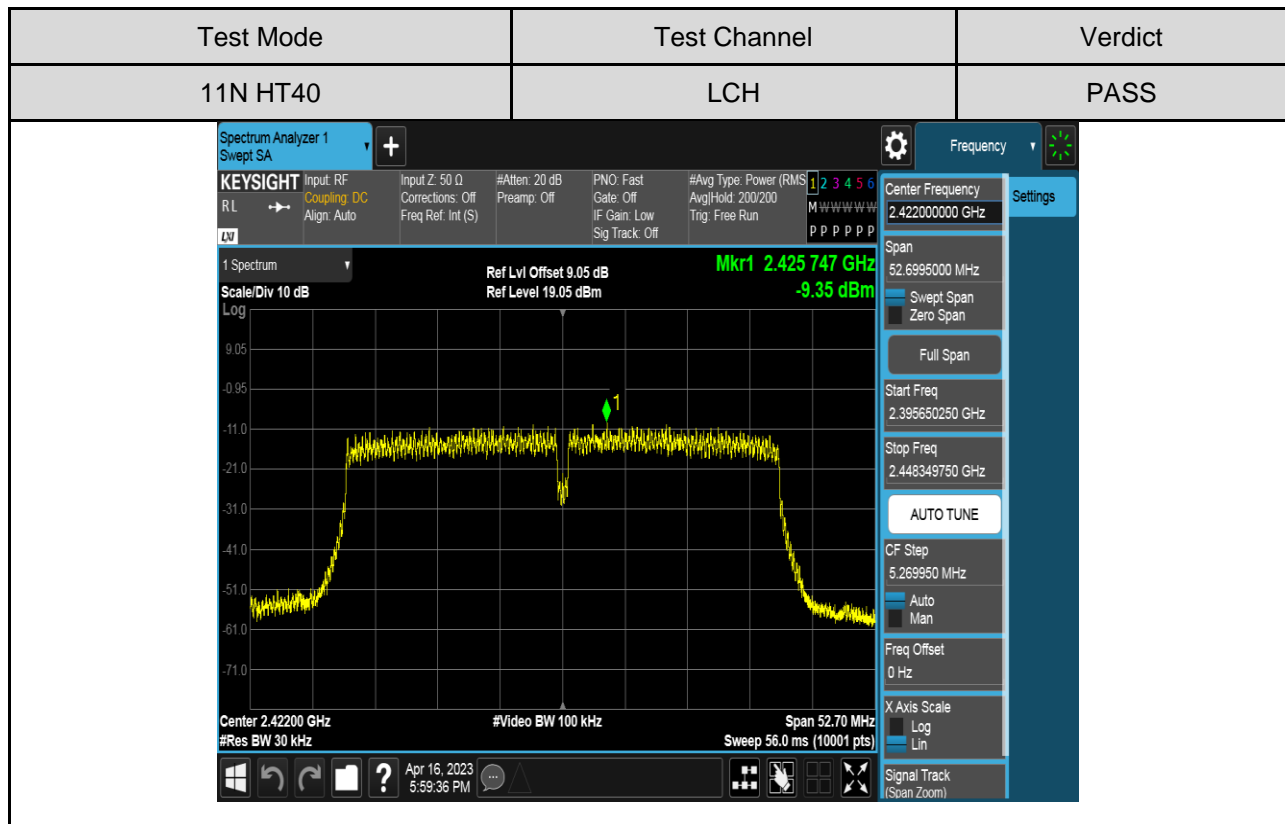 Test Mode Test Channel Verdict
11N HT40 LCH PASS
Spectrum Analyzer 1
Swept SA
+
Frequency
KEYSIGHT
RL
LXI
Input: RF
Coupling: DC
Align: Auto
Input Z: 50 Ω
Corrections: Off
Freq Ref: Int (S)
#Atten: 20 dB
Preamp: Off
PNO: Fast
Gate: Off
IF Gain: Low
Sig Track: Off
#Avg Type: Power (RMS
Avg|Hold: 200/200
Trig: Free Run
1 2 3 4 5 6
M W W W W W
P P P P P P
1 Spectrum
Scale/Div 10 dB
Log
Ref Lvl Offset 9.05 dB
Ref Level 19.05 dBm
Mkr1 2.425 747 GHz
-9.35 dBm
9.05
-0.95
1
-11.0
-21.0
-31.0
-41.0
-51.0
-61.0
-71.0
Center 2.42200 GHz
#Res BW 30 kHz
#Video BW 100 kHz
Span 52.70 MHz
Sweep 56.0 ms (10001 pts)
Center Frequency
2.422000000 GHz
Settings
Span
52.6995000 MHz
Swept Span
Zero Span
Full Span
Start Freq
2.395650250 GHz
Stop Freq
2.448349750 GHz
AUTO TUNE
CF Step
5.269950 MHz
Auto
Man
Freq Offset
0 Hz
X Axis Scale
Log
Lin
Signal Track
(Span Zoom)
?
Apr 16, 2023
5:59:36 PM